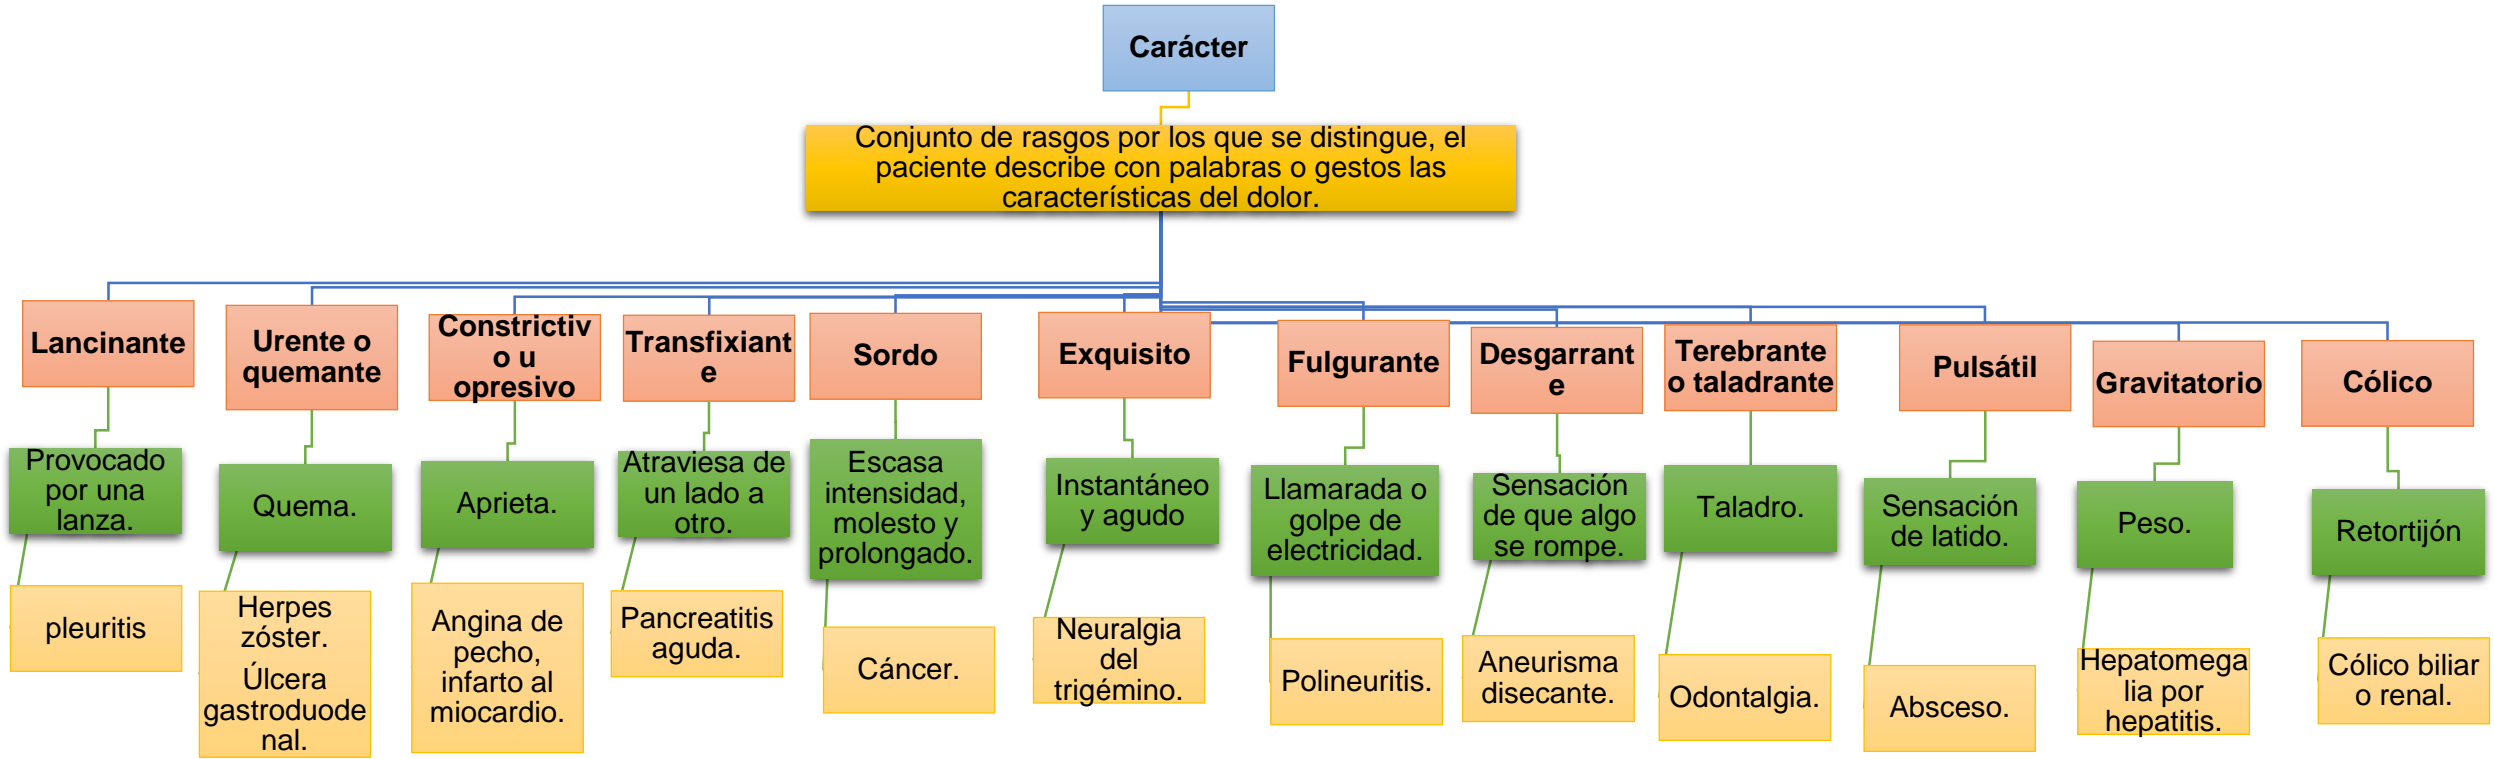 Carácter
Conjunto de rasgos por los que se distingue, el
paciente describe con palabras o gestos las
características del dolor.
Lancinante
Provocado
por una
lanza.
pleuritis
Urente o
quemante
Quema.
Herpes
zóster.
Úlcera
gastroduode
nal.
Constrictiv
o u
opresivo
Aprieta.
Angina de
pecho,
infarto al
miocardio.
Transfixiant
e
Atraviesa de
un lado a
otro.
Pancreatitis
aguda.
Sordo
Escasa
intensidad,
molesto y
prolongado.
Cáncer.
Exquisito
Instantáneo
y agudo
Neuralgia
del
trigémino.
Fulgurante
Llamarada o
golpe de
electricidad.
Polineuritis.
Desgarrant
e
Sensación
de que algo
se rompe.
Aneurisma
disecante.
Terebrante
o taladrante
Taladro.
Odontalgia.
Pulsátil
Sensación
de latido.
Absceso.
Gravitatorio
Peso.
Hepatomega
lia por
hepatitis.
Cólico
Retortijón
Cólico biliar
o renal.